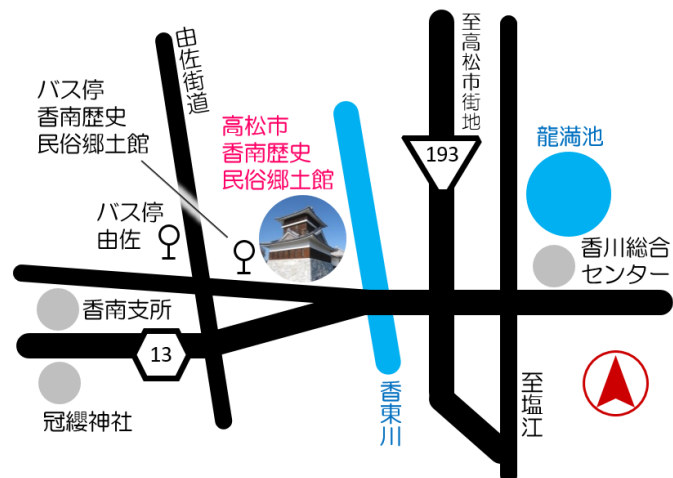 由佐街道
至高松市街地
バス停
香南歴史
民俗郷土館
高松市
香南歴史
民俗郷土館
193
龍満池
バス停
由佐
香川総合
センター
香南支所
13
冠纓神社
香東川
至塩江